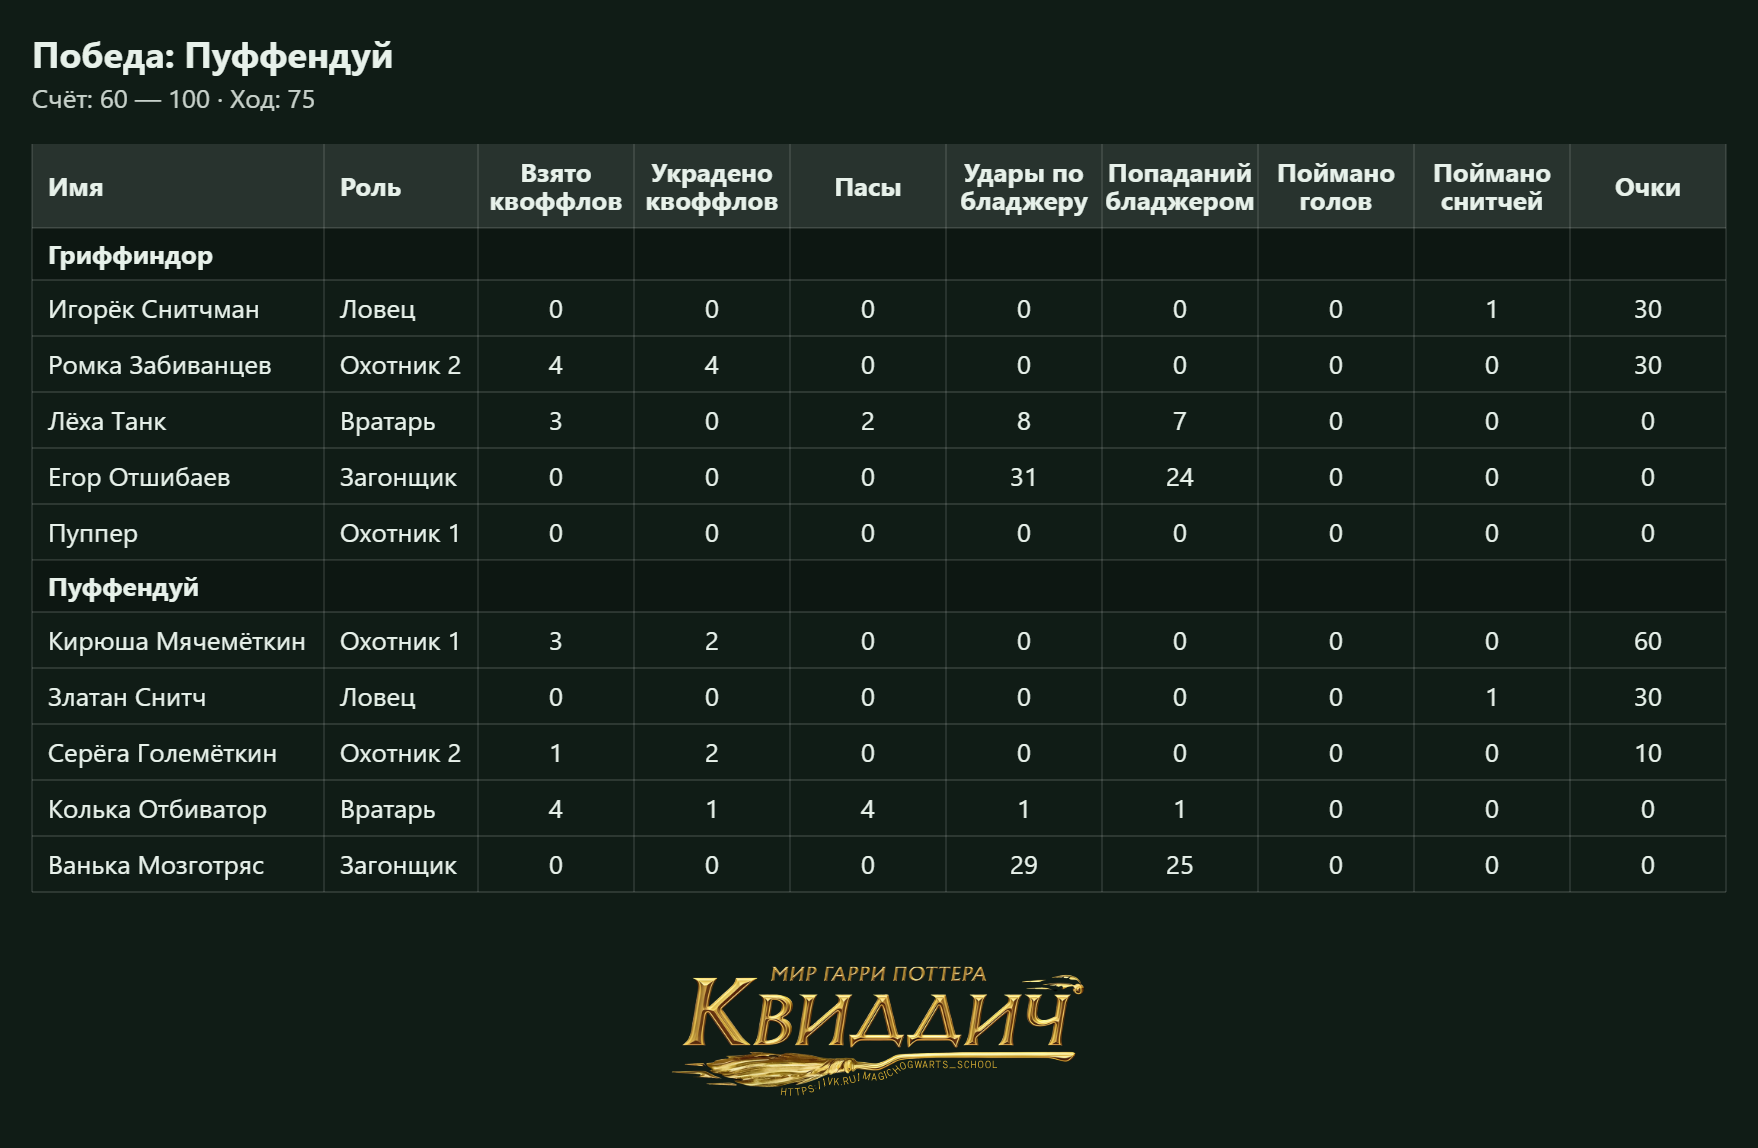 Победа: Пуффендуй
Счёт: 60 — 100 · Ход: 75
Имя Роль Взято квоффлов Украдено квоффлов Пасы Удары по бладжеру Попаданий бладжером Поймано голов Поймано снитчей Очки
Гриффиндор
Игорёк Снитчман Ловец 0 0 0 0 0 0 1 30
Ромка Забиванцев Охотник 2 4 4 0 0 0 0 0 30
Лёха Танк Вратарь 3 0 2 8 7 0 0 0
Егор Отшибаев Загонщик 0 0 0 31 24 0 0 0
Пуппер Охотник 1 0 0 0 0 0 0 0 0
Пуффендуй
Кирюша Мячемёткин Охотник 1 3 2 0 0 0 0 0 60
Златан Снитч Ловец 0 0 0 0 0 0 1 30
Серёга Големёткин Охотник 2 1 2 0 0 0 0 0 10
Колька Отбиватор Вратарь 4 1 4 1 1 0 0 0
Ванька Мозготряс Загонщик 0 0 0 29 25 0 0 0
МИР ГАРРИ ПОТТЕРА
КВИДДИЧ
HTTPS://VK.RU/MAGICHOGWARTS_SCHOOL